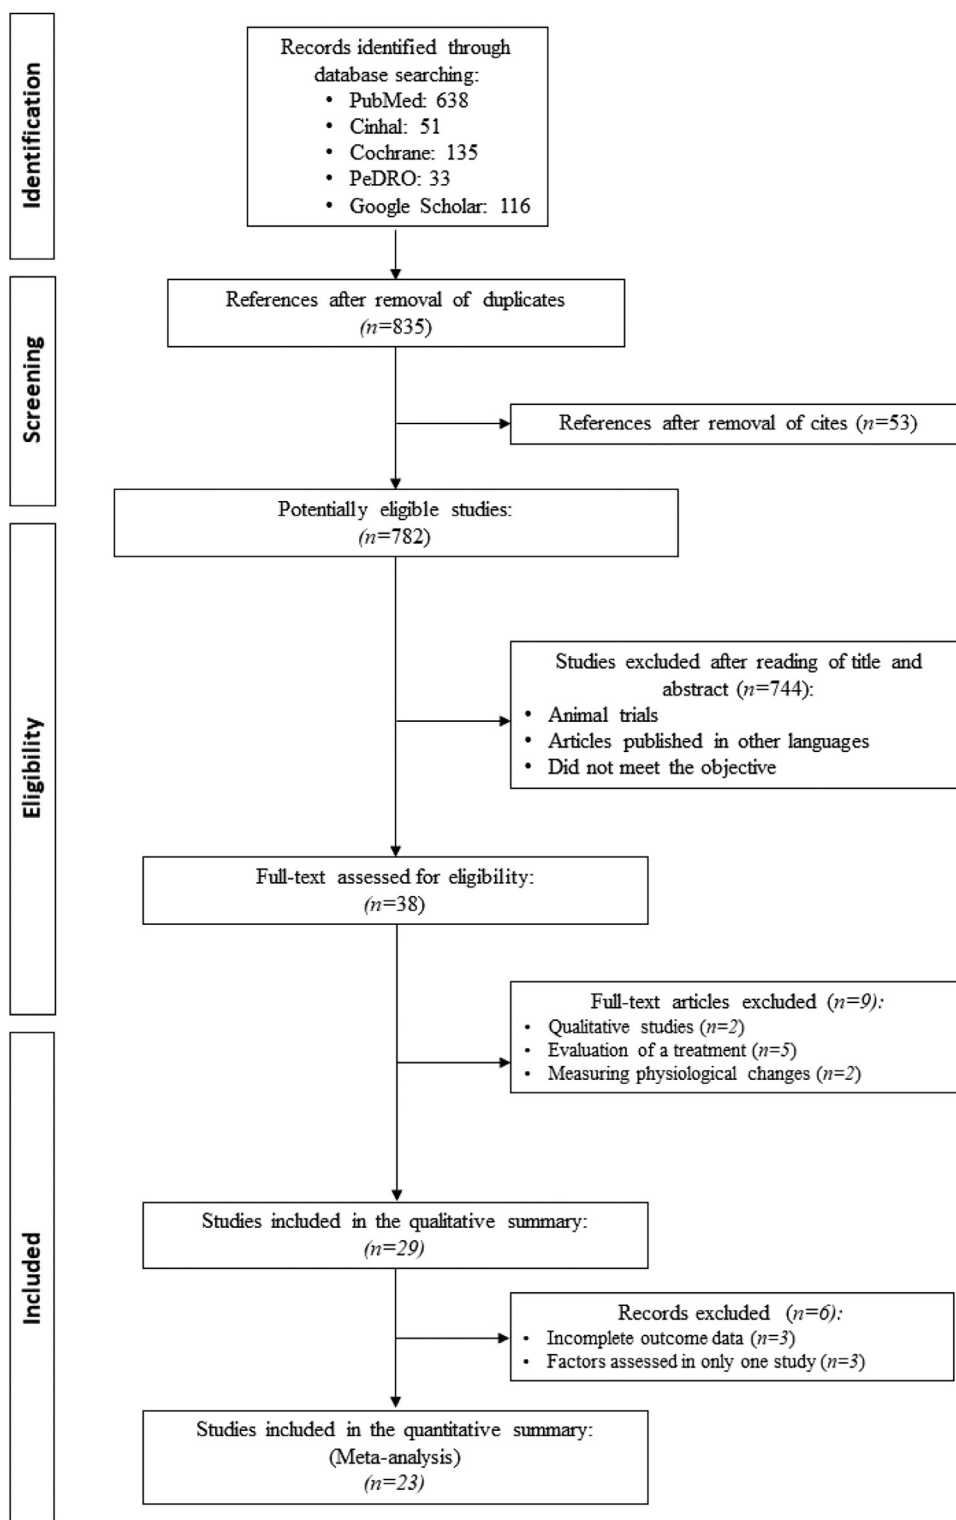 Identification
Records identified through
database searching:
• PubMed: 638
• Cinhal: 51
• Cochrane: 135
• PeDRO: 33
• Google Scholar: 116
Screening
References after removal of duplicates
(n=835)
References after removal of cites (n=53)
Potentially eligible studies:
(n=782)
Eligibility
Studies excluded after reading of title and
abstract (n=744):
• Animal trials
• Articles published in other languages
• Did not meet the objective
Full-text assessed for eligibility:
(n=38)
Full-text articles excluded (n=9):
• Qualitative studies (n=2)
• Evaluation of a treatment (n=5)
• Measuring physiological changes (n=2)
Included
Studies included in the qualitative summary:
(n=29)
Records excluded (n=6):
• Incomplete outcome data (n=3)
• Factors assessed in only one study (n=3)
Studies included in the quantitative summary:
(Meta-analysis)
(n=23)